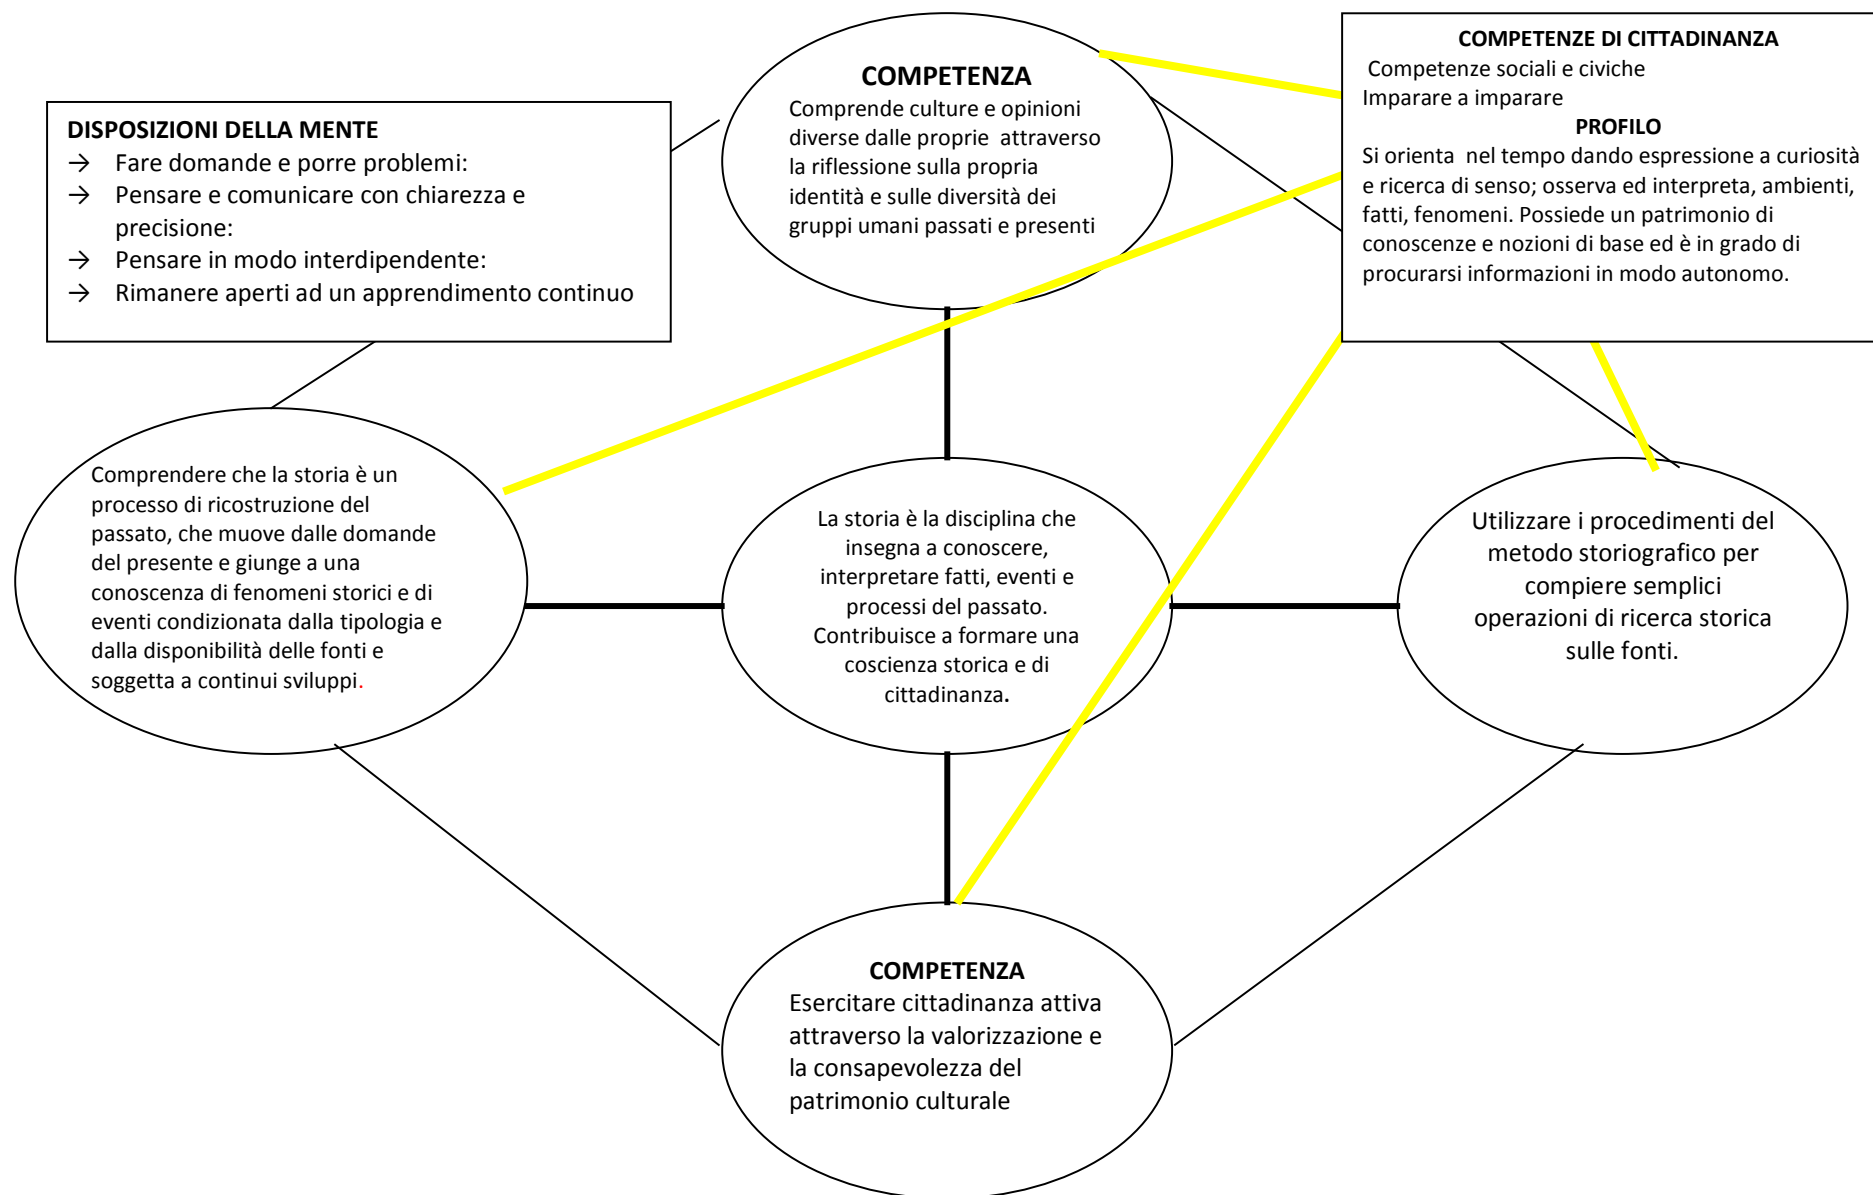 COMPETENZA
Comprende culture e opinioni
diverse dalle proprie attraverso
la riflessione sulla propria
identità e sulle diversità dei
gruppi umani passati e presenti
COMPETENZE DI CITTADINANZA
Competenze sociali e civiche
Imparare a imparare
PROFILO
Si orienta nel tempo dando espressione a curiosità
e ricerca di senso; osserva ed interpreta, ambienti,
fatti, fenomeni. Possiede un patrimonio di
conoscenze e nozioni di base ed è in grado di
procurarsi informazioni in modo autonomo.
DISPOSIZIONI DELLA MENTE
→ Fare domande e porre problemi:
→ Pensare e comunicare con chiarezza e
precisione:
→ Pensare in modo interdipendente:
→ Rimanere aperti ad un apprendimento continuo
Comprendere che la storia è un
processo di ricostruzione del
passato, che muove dalle domande
del presente e giunge a una
conoscenza di fenomeni storici e di
eventi condizionata dalla tipologia e
dalla disponibilità delle fonti e
soggetta a continui sviluppi.
La storia è la disciplina che
insegna a conoscere,
interpretare fatti, eventi e
processi del passato.
Contribuisce a formare una
coscienza storica e di
cittadinanza.
Utilizzare i procedimenti del
metodo storiografico per
compiere semplici
operazioni di ricerca storica
sulle fonti.
COMPETENZA
Esercitare cittadinanza attiva
attraverso la valorizzazione e
la consapevolezza del
patrimonio culturale